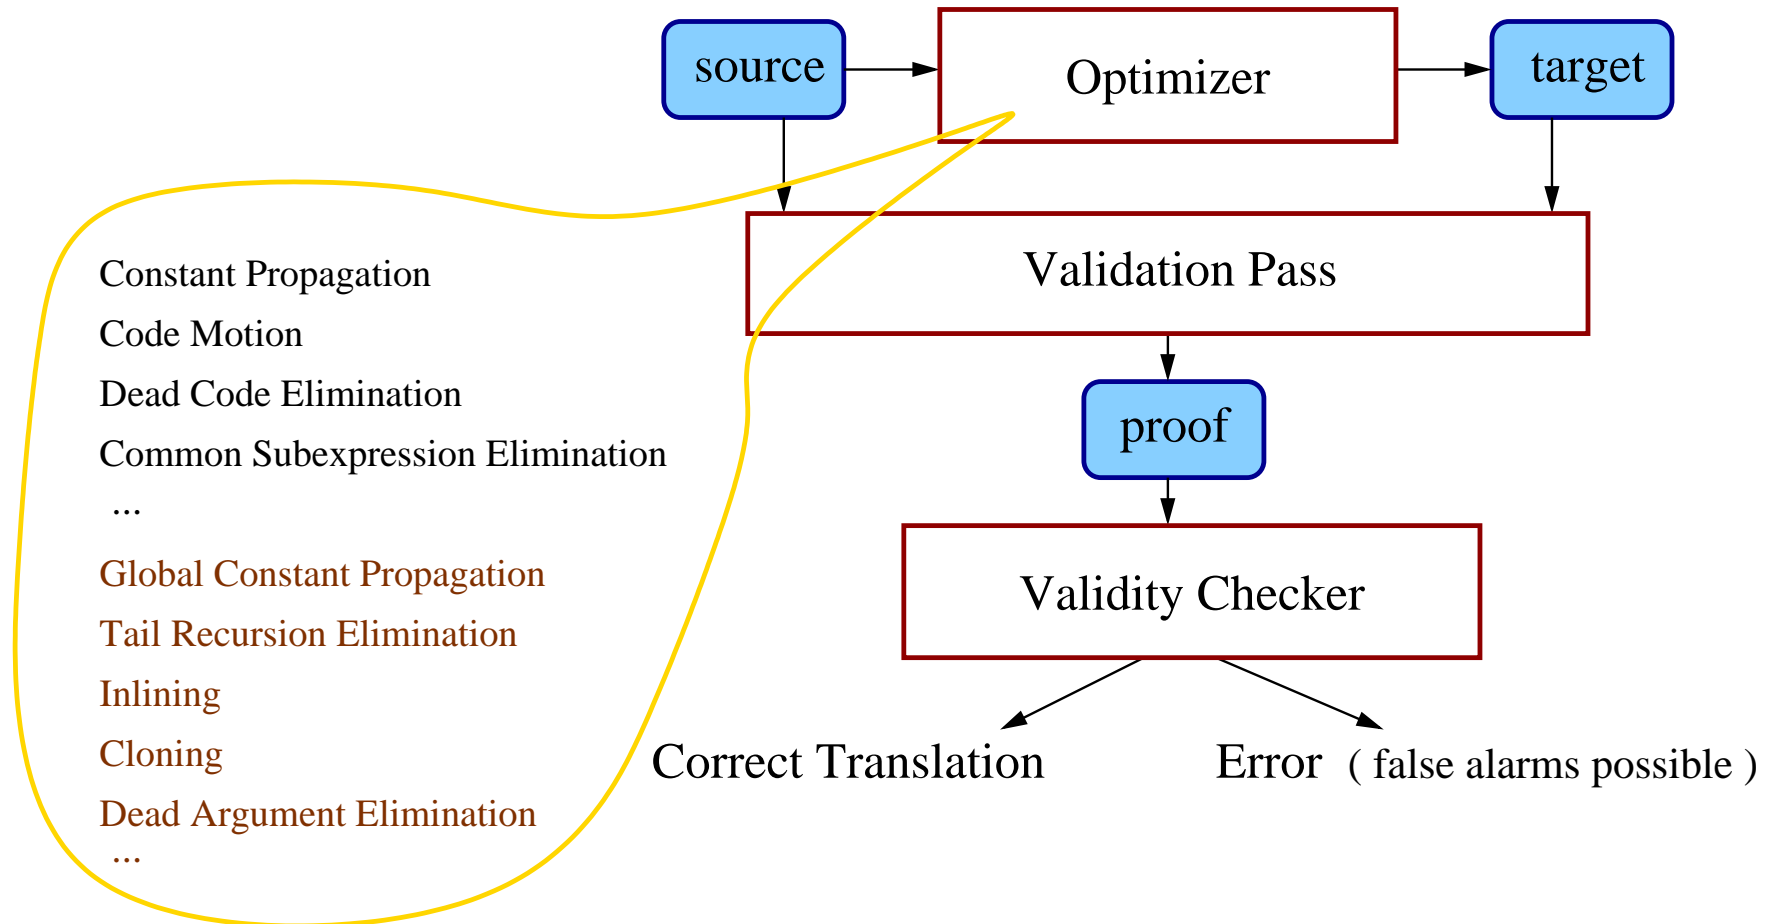 source
Optimizer
target
Validation Pass
Constant Propagation
Code Motion
Dead Code Elimination
Common Subexpression Elimination
...
Global Constant Propagation
Tail Recursion Elimination
Inlining
Cloning
Dead Argument Elimination
...
proof
Validity Checker
Correct Translation
Error ( false alarms possible )